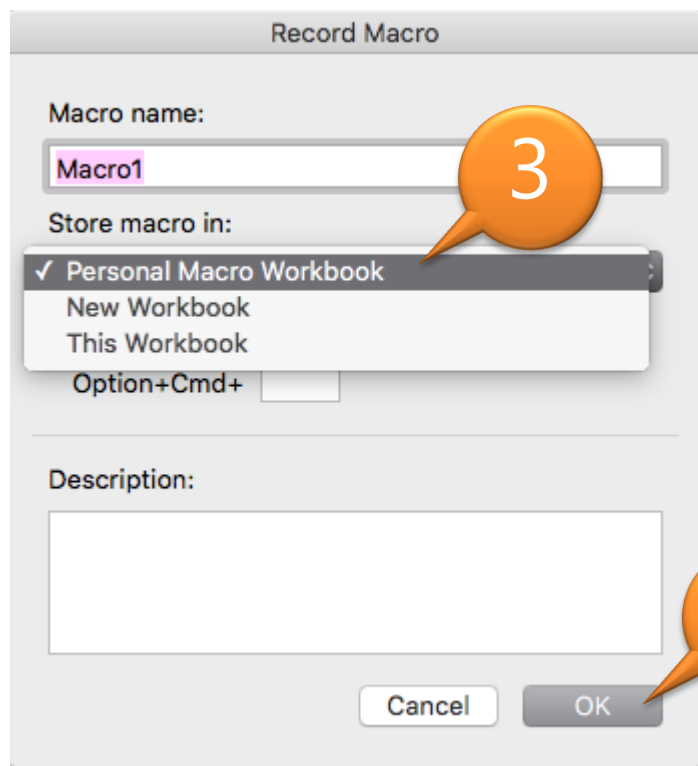 Record Macro
Macro name:
Macro1
3
Store macro in:
✓ Personal Macro Workbook
New Workbook
This Workbook
Option+Cmd+
Description:
Cancel
OK